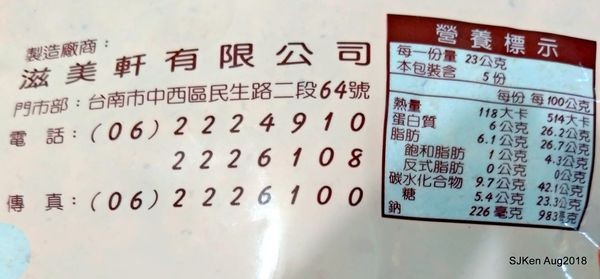 製造廠商：
滋美軒有限公司
門市部：台南市中西區民生路二段64號
電 話：(06) 2224910
2226108
傳 真：(06) 2226100
營養標示
每一份量 23公克
本包裝含 5份
每份 每100公克
熱量 118大卡 514大卡
蛋白質 6公克 26.2公克
脂肪 6.1公克 26.7公克
飽和脂肪 1公克 4.3公克
反式脂肪 0公克 0公克
碳水化合物 9.7公克 42.1公克
糖 5.4公克 23.3公克
鈉 226毫克 983毫克
SJKen Aug2018